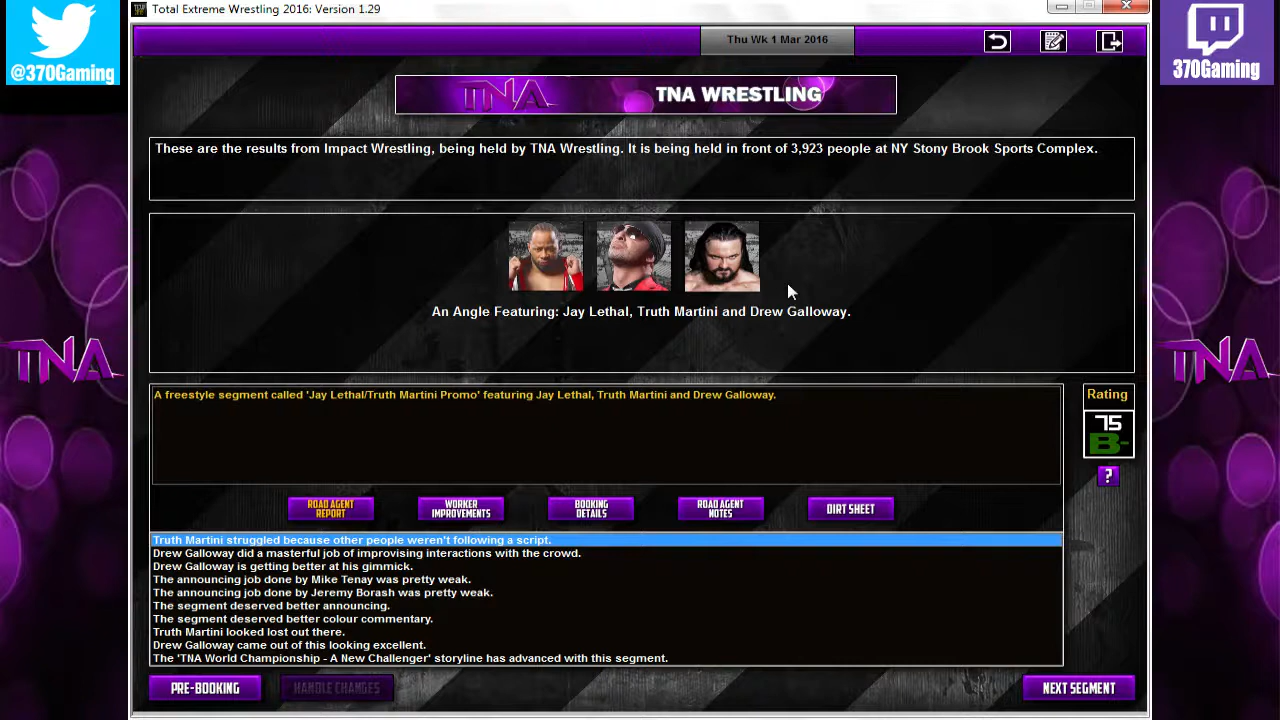 Total Extreme Wrestling 2016: Version 1.29
@370Gaming
370Gaming
Thu Wk 1 Mar 2016
TNA
TNA WRESTLING
These are the results from Impact Wrestling, being held by TNA Wrestling. It is being held in front of 3,923 people at NY Stony Brook Sports Complex.
An Angle Featuring: Jay Lethal, Truth Martini and Drew Galloway.
TNA
TNA
A freestyle segment called 'Jay Lethal/Truth Martini Promo' featuring Jay Lethal, Truth Martini and Drew Galloway.
Rating
75
B-
?
ROAD AGENT
REPORT
WORKER
IMPROVEMENTS
BOOKING
DETAILS
ROAD AGENT
NOTES
DIRT SHEET
Truth Martini struggled because other people weren't following a script.
Drew Galloway did a masterful job of improvising interactions with the crowd.
Drew Galloway is getting better at his gimmick.
The announcing job done by Mike Tenay was pretty weak.
The announcing job done by Jeremy Borash was pretty weak.
The segment deserved better announcing.
The segment deserved better colour commentary.
Truth Martini looked lost out there.
Drew Galloway came out of this looking excellent.
The 'TNA World Championship - A New Challenger' storyline has advanced with this segment.
PRE-BOOKING
HANDLE CHANGES
NEXT SEGMENT